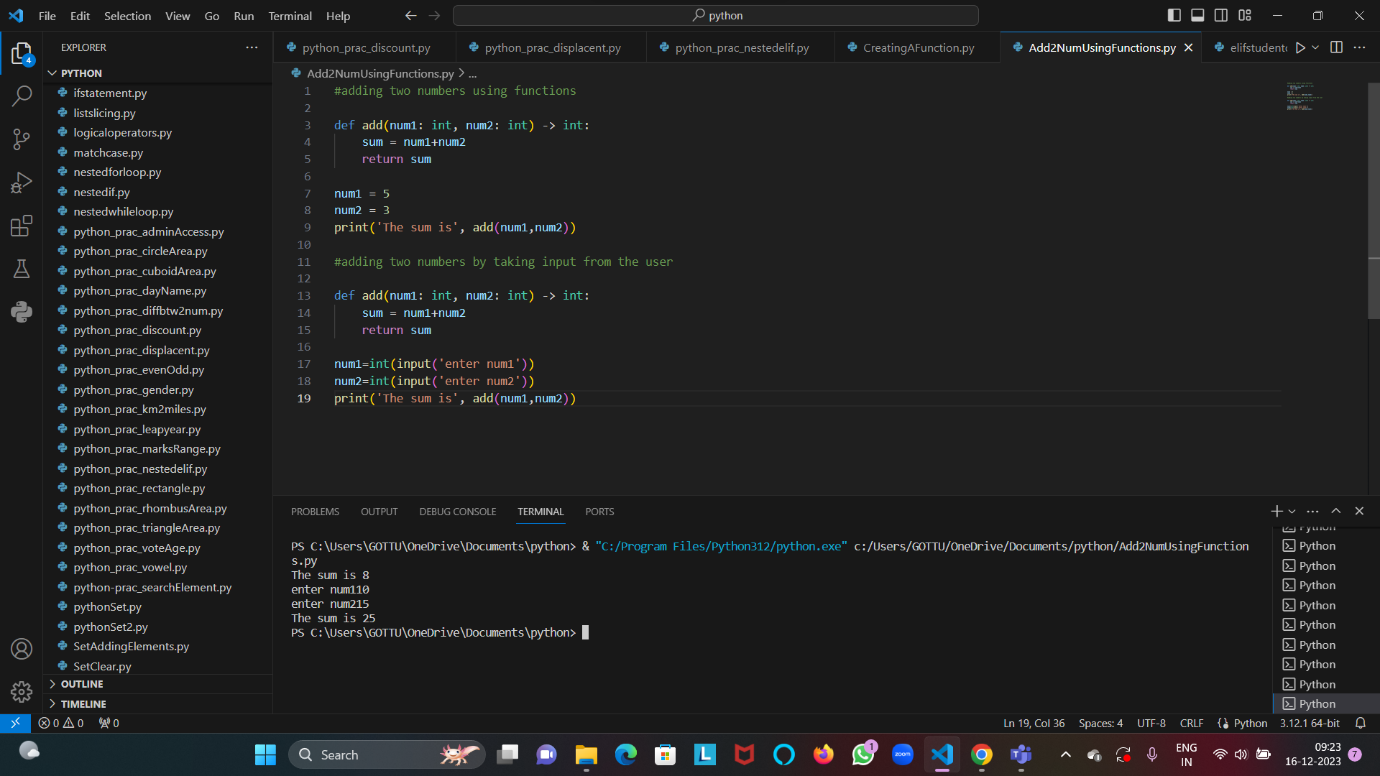 File Edit Selection View Go Run Terminal Help
python
EXPLORER
python_prac_discount.py
python_prac_displacent.py
python_prac_nestedelif.py
CreatingAFunction.py
Add2NumUsingFunctions.py
elifstudent
4
PYTHON
ifstatement.py
listslicing.py
logicaloperators.py
matchcase.py
nestedforloop.py
nestedif.py
nestedwhileloop.py
python_prac_adminAccess.py
python_prac_circleArea.py
python_prac_cuboidArea.py
python_prac_dayName.py
python_prac_diffbtw2num.py
python_prac_discount.py
python_prac_displacent.py
python_prac_evenOdd.py
python_prac_gender.py
python_prac_km2miles.py
python_prac_leapyear.py
python_prac_marksRange.py
python_prac_nestedelif.py
python_prac_rectangle.py
python_prac_rhombusArea.py
python_prac_triangleArea.py
python_prac_voteAge.py
python_prac_vowel.py
python-prac_searchElement.py
pythonSet.py
pythonSet2.py
SetAddingElements.py
SetClear.py
OUTLINE
TIMELINE
Add2NumUsingFunctions.py > ...
1 #adding two numbers using functions
2
3 def add(num1: int, num2: int) -> int:
4 sum = num1+num2
5 return sum
6
7 num1 = 5
8 num2 = 3
9 print('The sum is', add(num1,num2))
10
11 #adding two numbers by taking input from the user
12
13 def add(num1: int, num2: int) -> int:
14 sum = num1+num2
15 return sum
16
17 num1=int(input('enter num1'))
18 num2=int(input('enter num2'))
19 print('The sum is', add(num1,num2))
PROBLEMS OUTPUT DEBUG CONSOLE TERMINAL PORTS
PS C:\Users\GOTTU\OneDrive\Documents\python> & "C:/Program Files/Python312/python.exe" c:/Users/GOTTU/OneDrive/Documents/python/Add2NumUsingFunction
s.py
The sum is 8
enter num110
enter num215
The sum is 25
PS C:\Users\GOTTU\OneDrive\Documents\python>
Python
Python
Python
Python
Python
Python
Python
Python
Python
Python
0 0 0
Ln 19, Col 36 Spaces: 4 UTF-8 CRLF Python 3.12.1 64-bit
Search
L
1
zoom
ENG
IN
09:23
16-12-2023
7